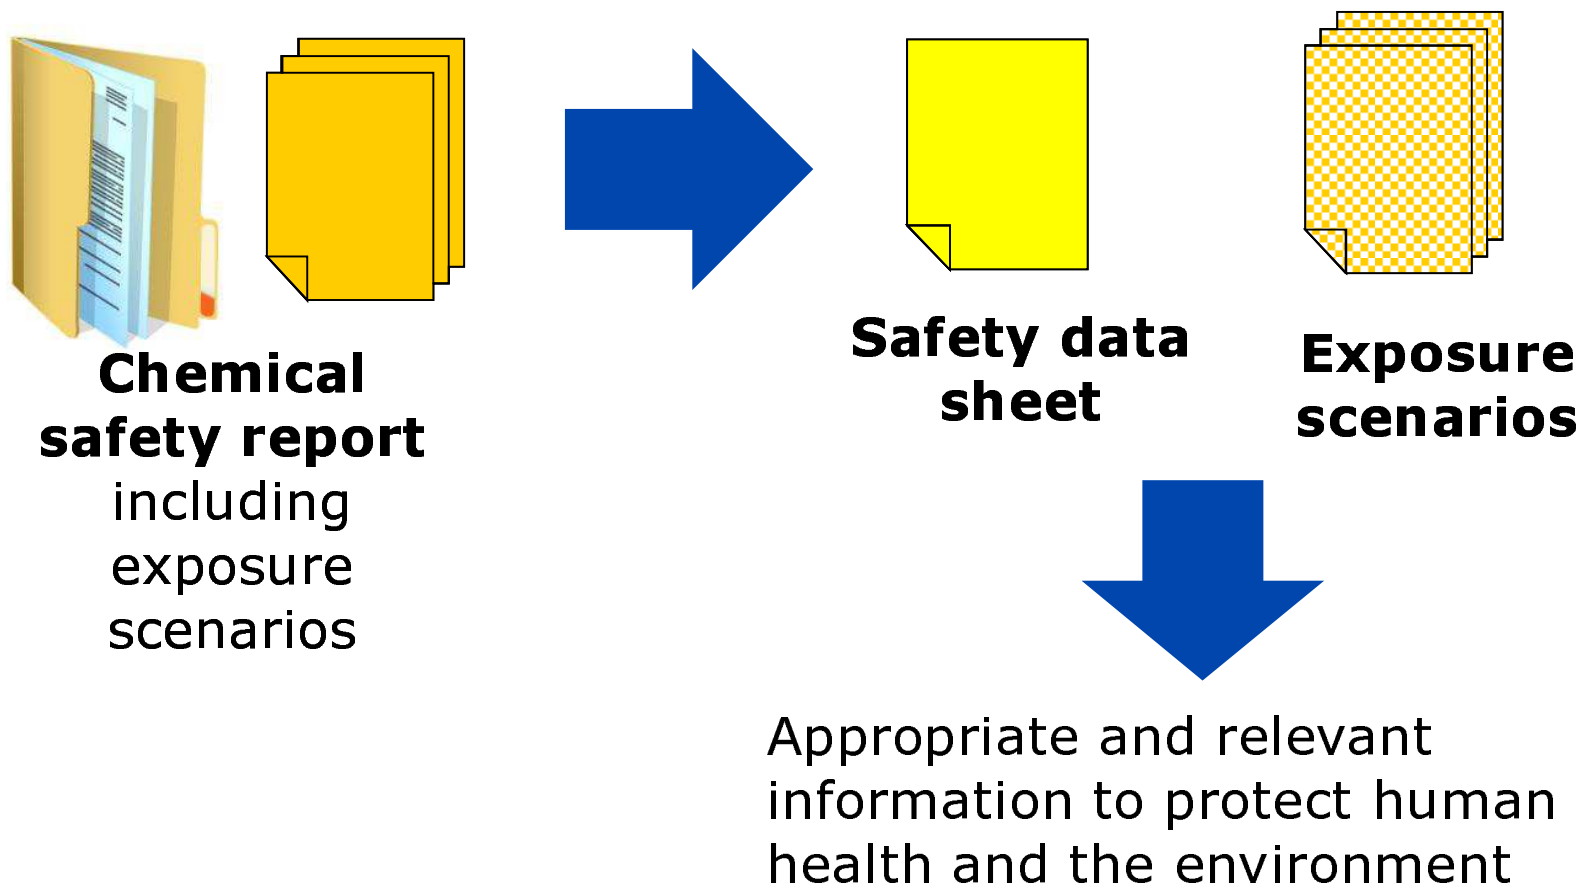 Chemical
safety report
including
exposure
scenarios
Safety data
sheet
Exposure
scenarios
Appropriate and relevant
information to protect human
health and the environment